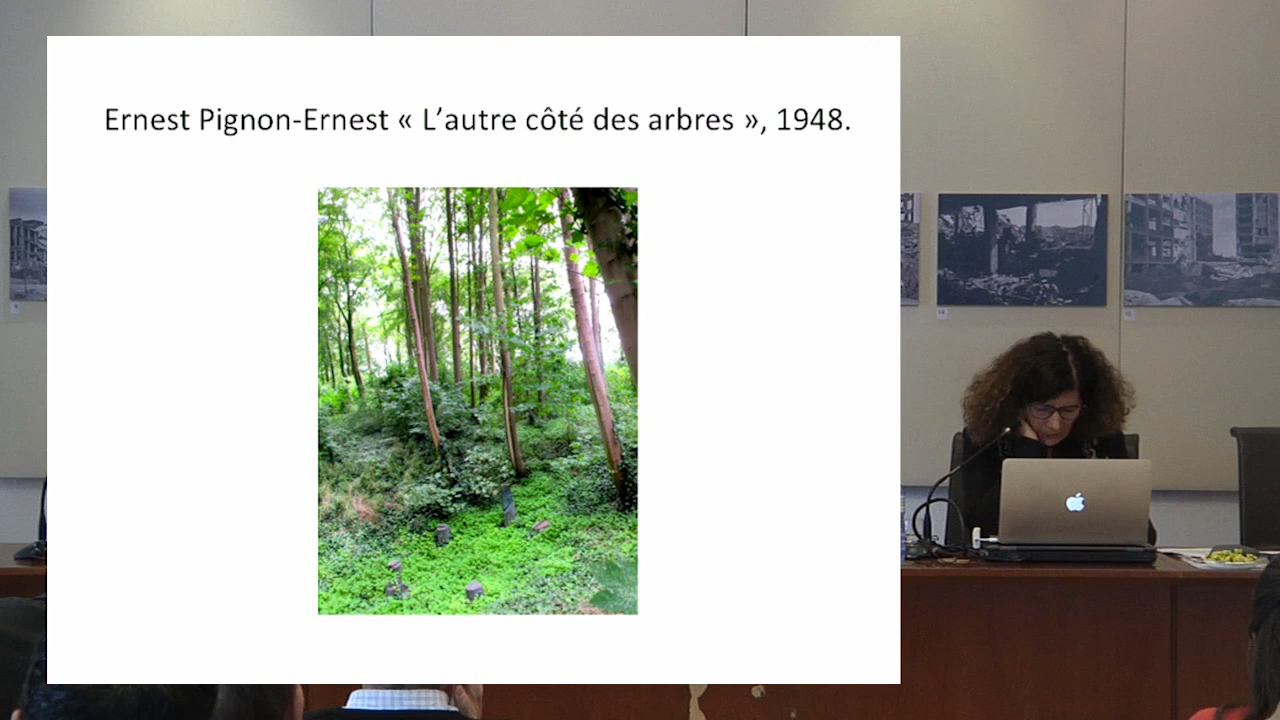 Ernest Pignon-Ernest « L’autre côté des arbres », 1948.